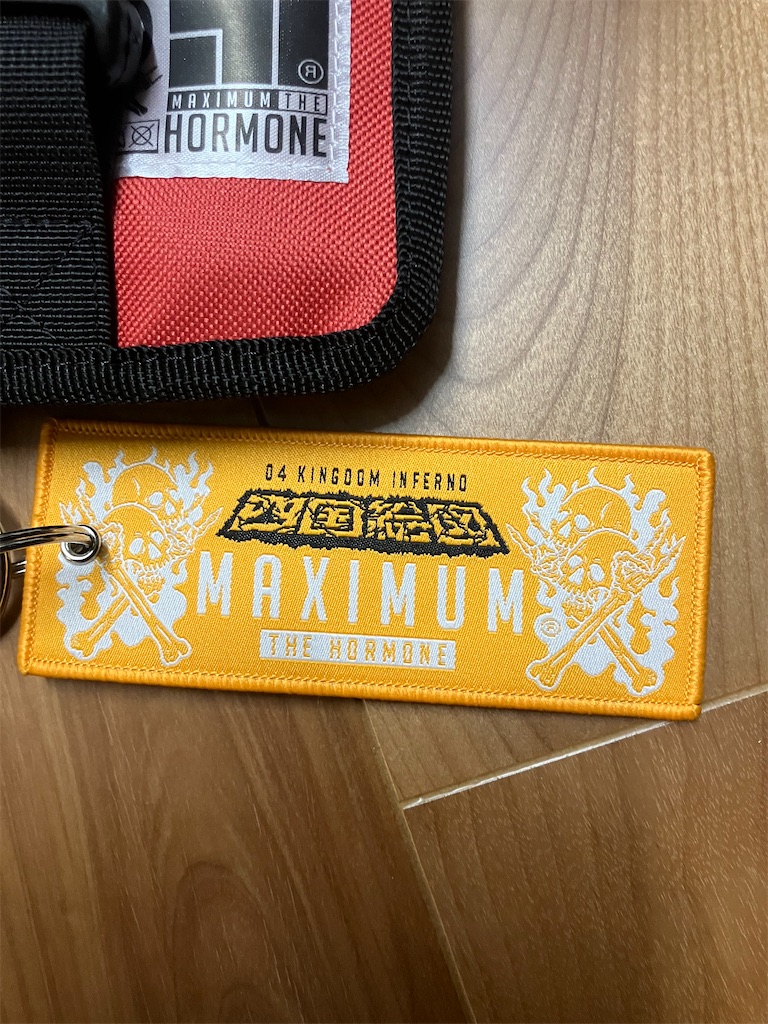 ®
MAXIMUM THE
HORMONE
04 KINGDOM INFERNO
MAXIMUM
®
THE HORMONE